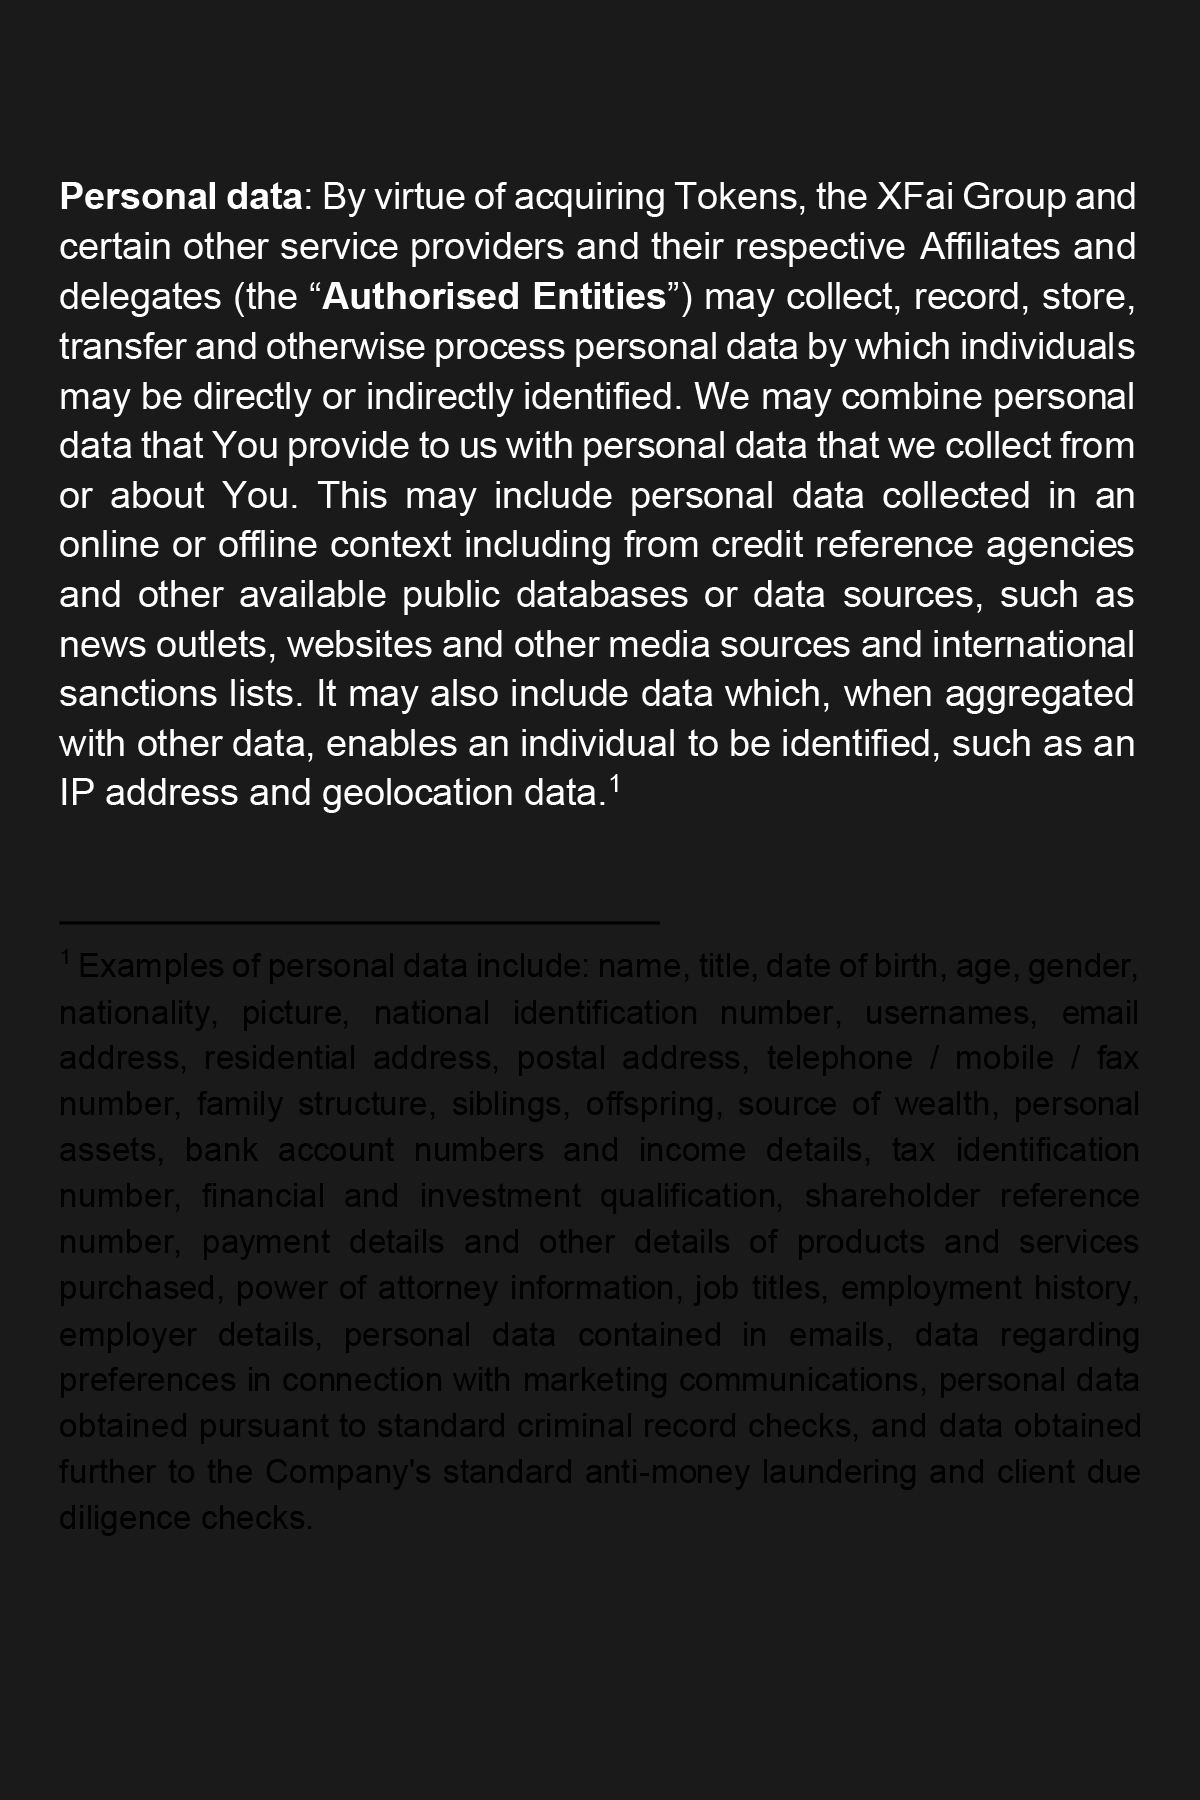 Personal data: By virtue of acquiring Tokens, the XFai Group and
certain other service providers and their respective Affiliates and
delegates (the “Authorised Entities”) may collect, record, store,
transfer and otherwise process personal data by which individuals
may be directly or indirectly identified. We may combine personal
data that You provide to us with personal data that we collect from
or about You. This may include personal data collected in an
online or offline context including from credit reference agencies
and other available public databases or data sources, such as
news outlets, websites and other media sources and international
sanctions lists. It may also include data which, when aggregated
with other data, enables an individual to be identified, such as an
IP address and geolocation data.1
1 Examples of personal data include: name, title, date of birth, age, gender,
nationality, picture, national identification number, usernames, email
address, residential address, postal address, telephone / mobile / fax
number, family structure, siblings, offspring, source of wealth, personal
assets, bank account numbers and income details, tax identification
number, financial and investment qualification, shareholder reference
number, payment details and other details of products and services
purchased, power of attorney information, job titles, employment history,
employer details, personal data contained in emails, data regarding
preferences in connection with marketing communications, personal data
obtained pursuant to standard criminal record checks, and data obtained
further to the Company's standard anti-money laundering and client due
diligence checks.